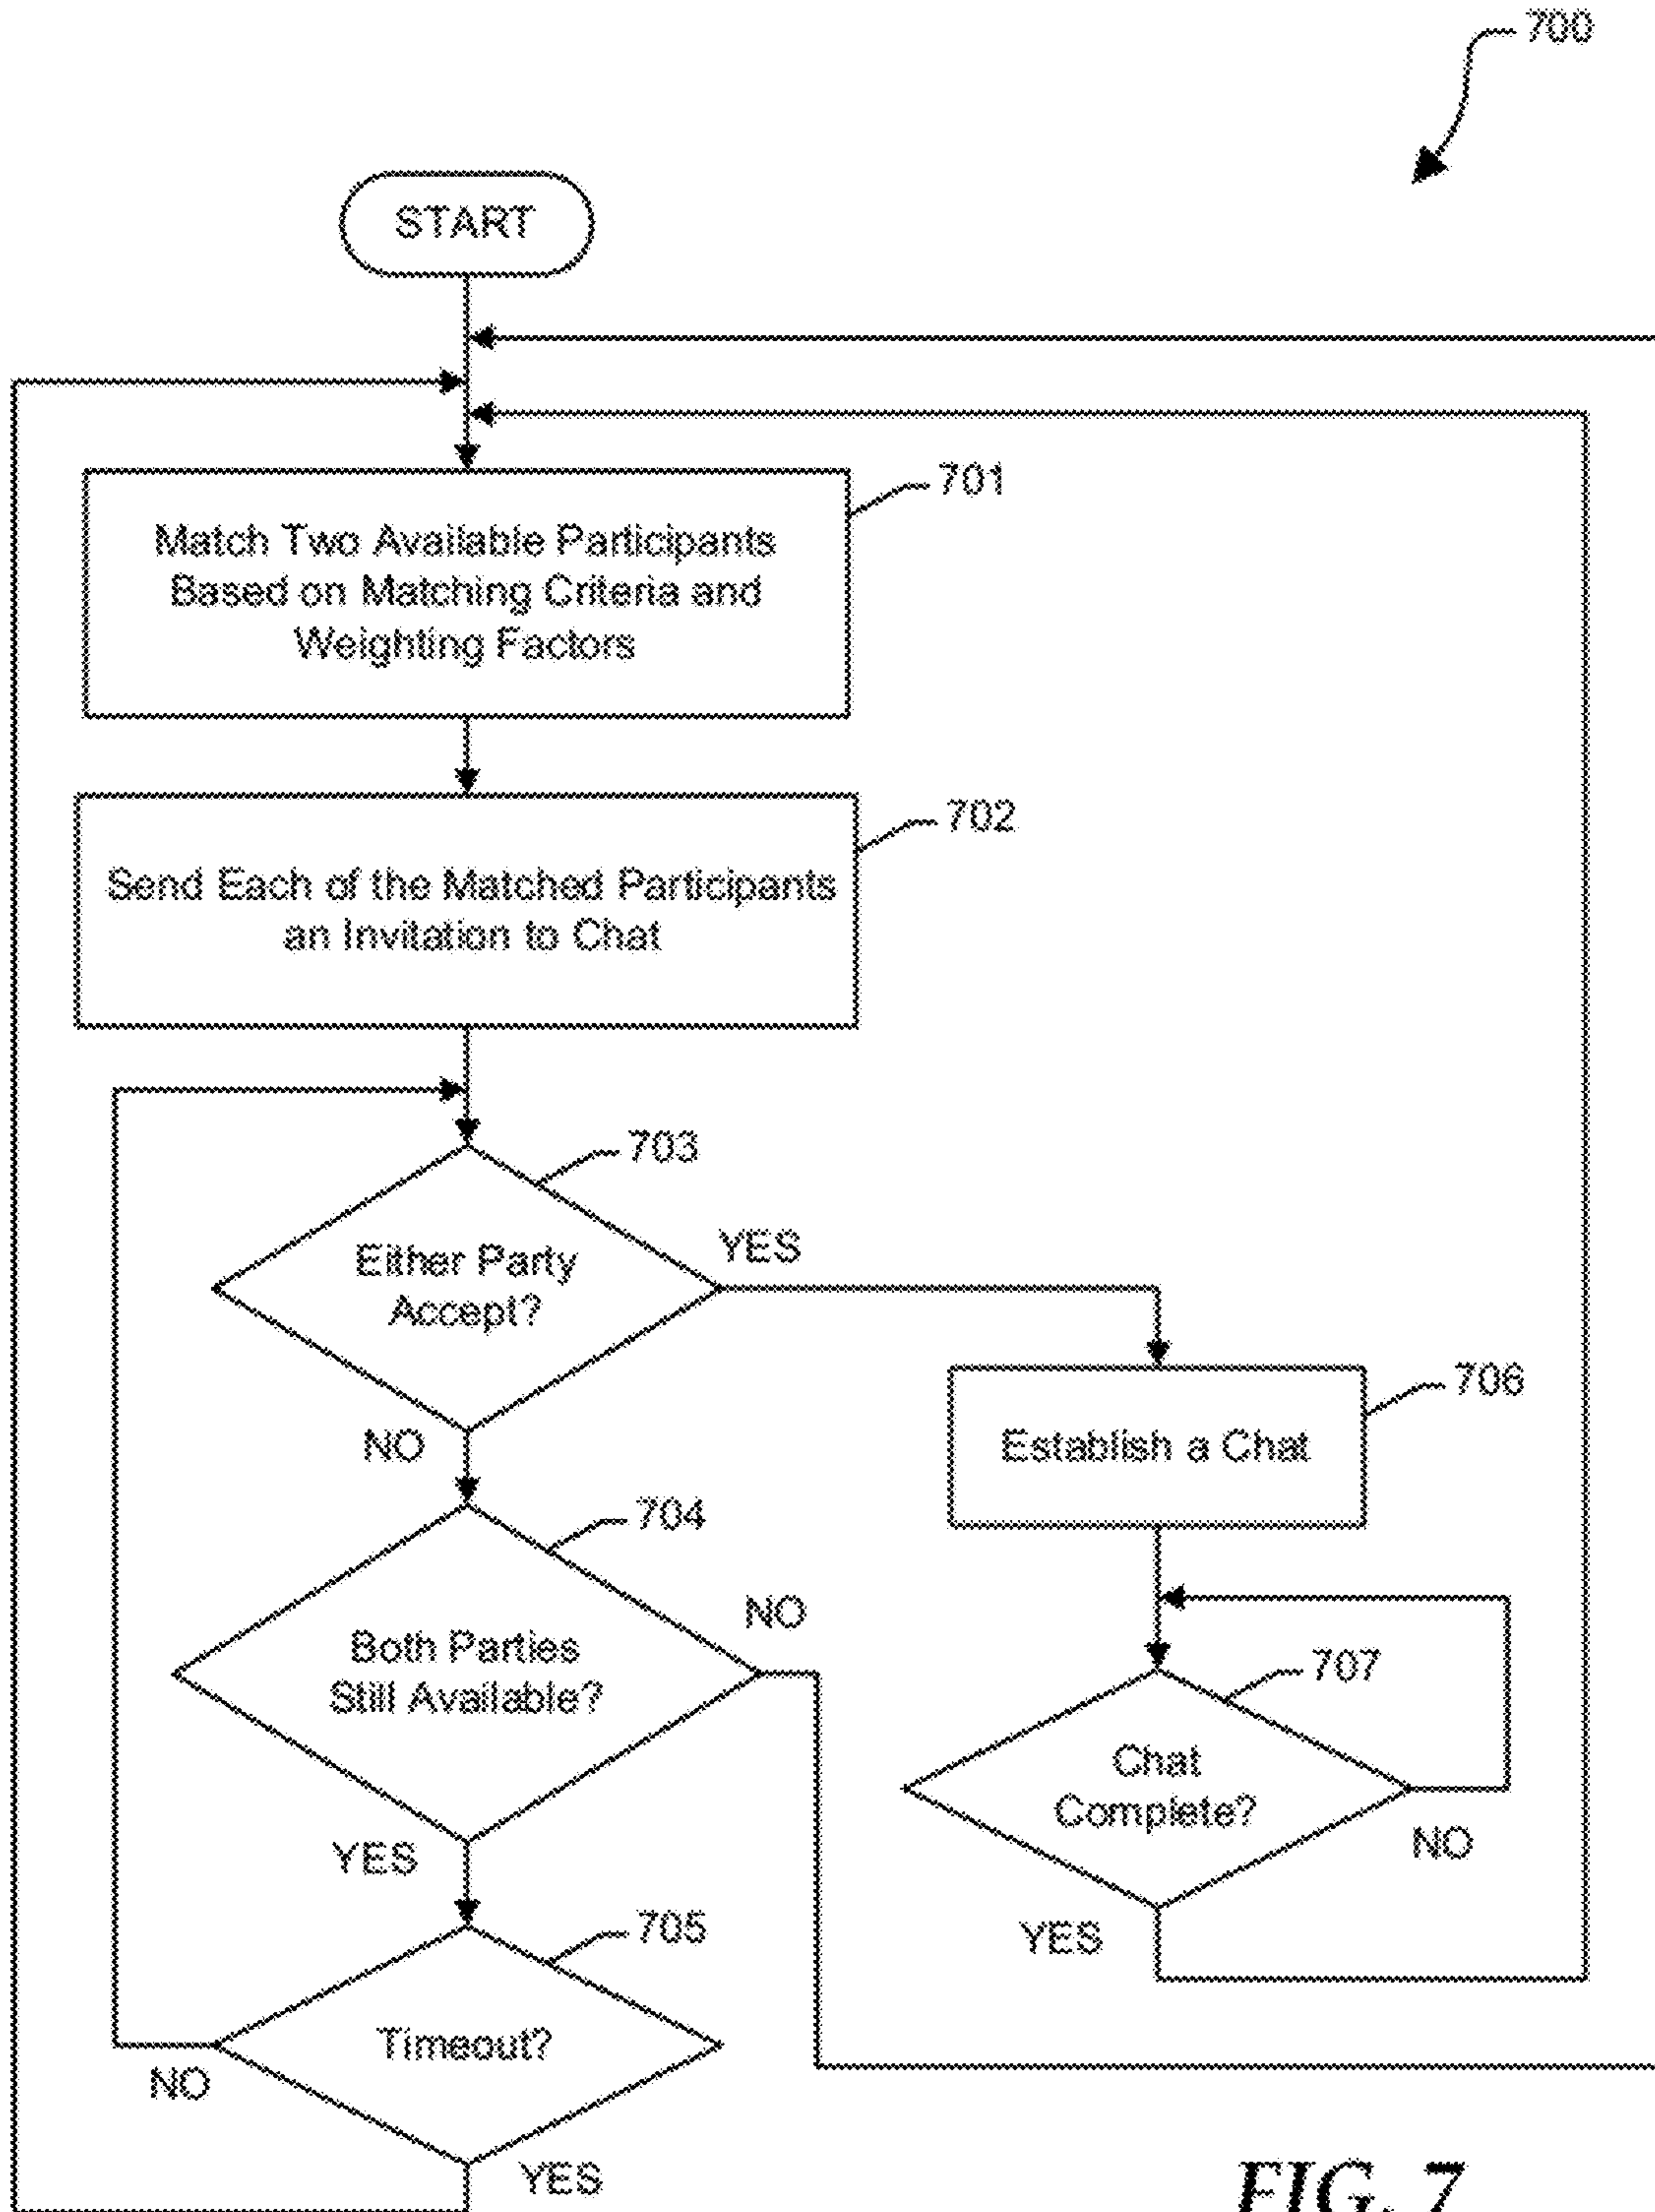 700
START
701
Match Two Available Participants
Based on Matching Criteria and
Weighting Factors
702
Send Each of the Matched Participants
an Invitation to Chat
703
Either Party
Accept?
YES
NO
706
Establish a Chat
704
Both Parties
Still Available?
NO
YES
707
Chat
Complete?
NO
YES
705
Timeout?
NO
YES
FIG. 7